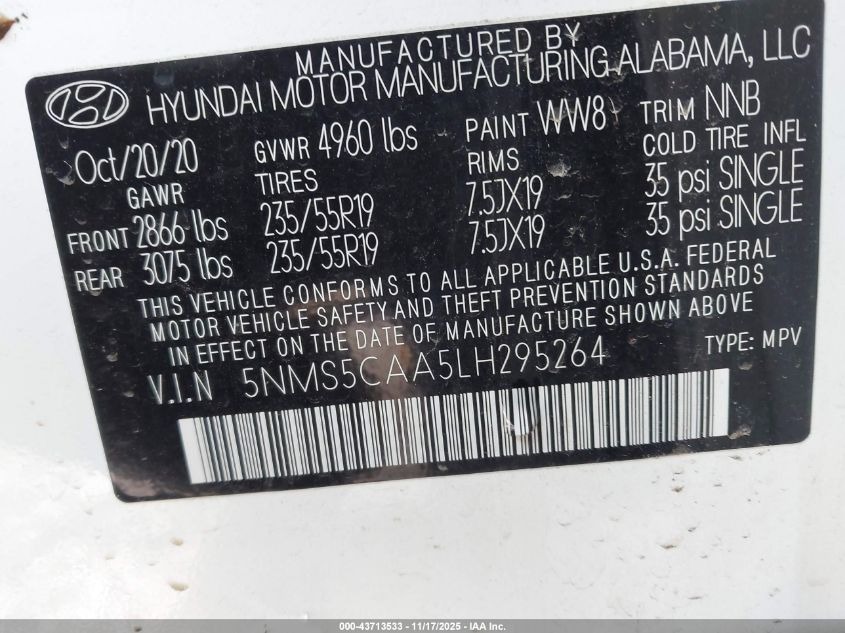 MANUFACTURED BY
HYUNDAI MOTOR MANUFACTURING ALABAMA, LLC
Oct/20/20 GVWR 4960 lbs PAINT WW8 TRIM NNB
GAWR TIRES RIMS COLD TIRE INFL
FRONT 2866 lbs 235/55R19 7.5JX19 35 psi SINGLE
REAR 3075 lbs 235/55R19 7.5JX19 35 psi SINGLE
THIS VEHICLE CONFORMS TO ALL APPLICABLE U.S.A. FEDERAL
MOTOR VEHICLE SAFETY AND THEFT PREVENTION STANDARDS
IN EFFECT ON THE DATE OF MANUFACTURE SHOWN ABOVE
V.I.N 5NMS5CAA5LH295264 TYPE: MPV
000-43713533 - 11/17/2025 - IAA Inc.